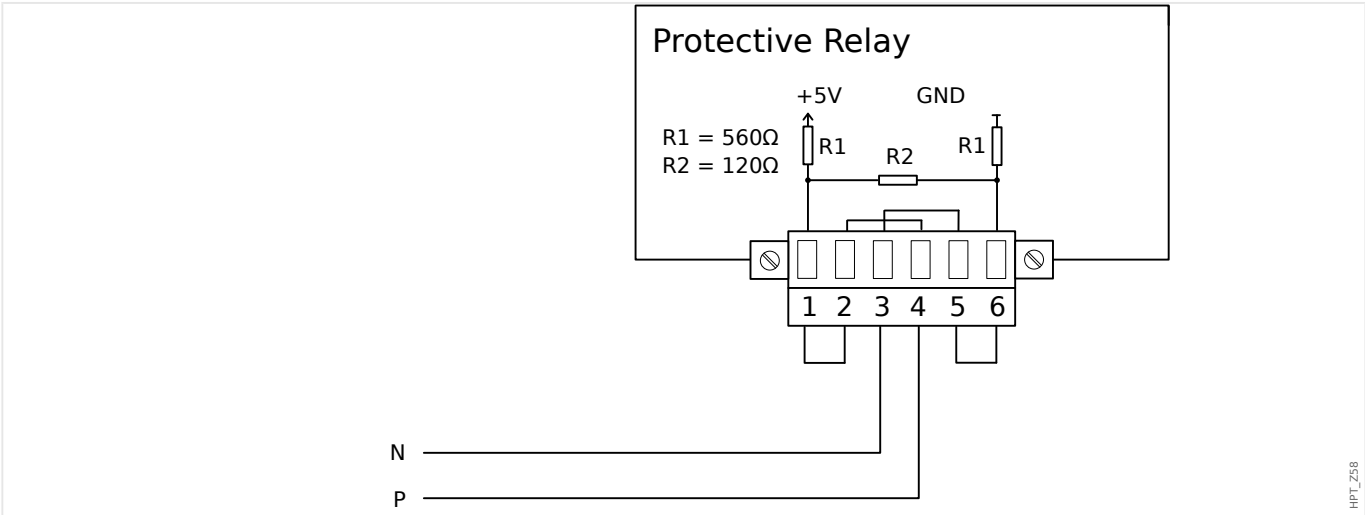 Protective Relay
+5V GND
R1 = 560Ω
R2 = 120Ω
R1 R2 R1
1 2 3 4 5 6
N
P
HPT_Z58